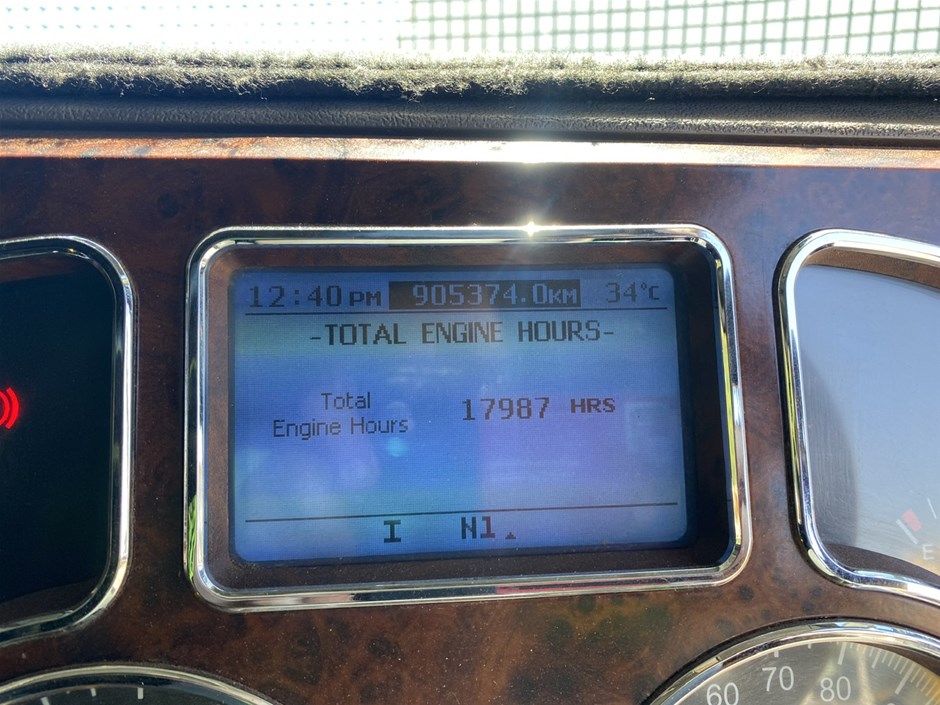 12:40 PM 905374.0KM 34°C
-TOTAL ENGINE HOURS-
Total
Engine Hours
17987 HRS
I N1
E
60 70 80